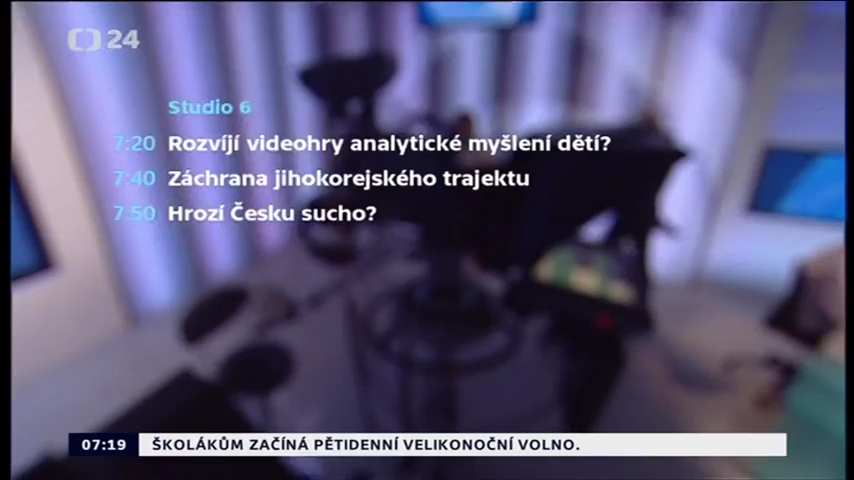 ČT24
Studio 6
7:20 Rozvíjí videohry analytické myšlení dětí?
7:40 Záchrana jihokorejského trajektu
7:50 Hrozí Česku sucho?
07:19 ŠKOLÁKŮM ZAČÍNÁ PĚTIDENNÍ VELIKONOČNÍ VOLNO.